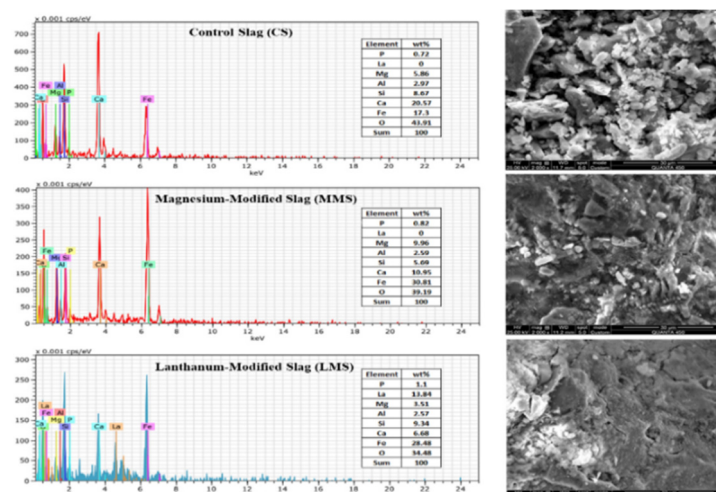 x 0.001 cps/eV
Control Slag (CS)
700
600
500
400
300
200
100
0
Fe Al
Ca Mg P
Si
Ca
Fe
2 4 6 8 10 12 14 16 18 20 22 24
keV
Element wt%
P 0.72
La 0
Mg 5.86
Al 2.97
Si 8.67
Ca 20.57
Fe 17.3
O 43.91
Sum 100
x 0.001 cps/eV
Magnesium-Modified Slag (MMS)
400
350
300
250
200
150
100
50
0
Fe P
Ca Si
Al
Ca
Fe
2 4 6 8 10 12 14 16 18 20 22 24
keV
Element wt%
P 0.82
La 0
Mg 9.96
Al 2.59
Si 5.69
Ca 10.95
Fe 30.81
O 39.19
Sum 100
x 0.001 cps/eV
Lanthanum-Modified Slag (LMS)
300
250
200
150
100
50
0
La
Fe Al
Mg P
Ca Si
Ca
La
Fe
2 4 6 8 10 12 14 16 18 20 22 24
keV
Element wt%
P 1.1
La 13.84
Mg 3.51
Al 2.57
Si 9.34
Ca 6.68
Fe 28.48
O 34.48
Sum 100
QUANTA 450
QUANTA 450